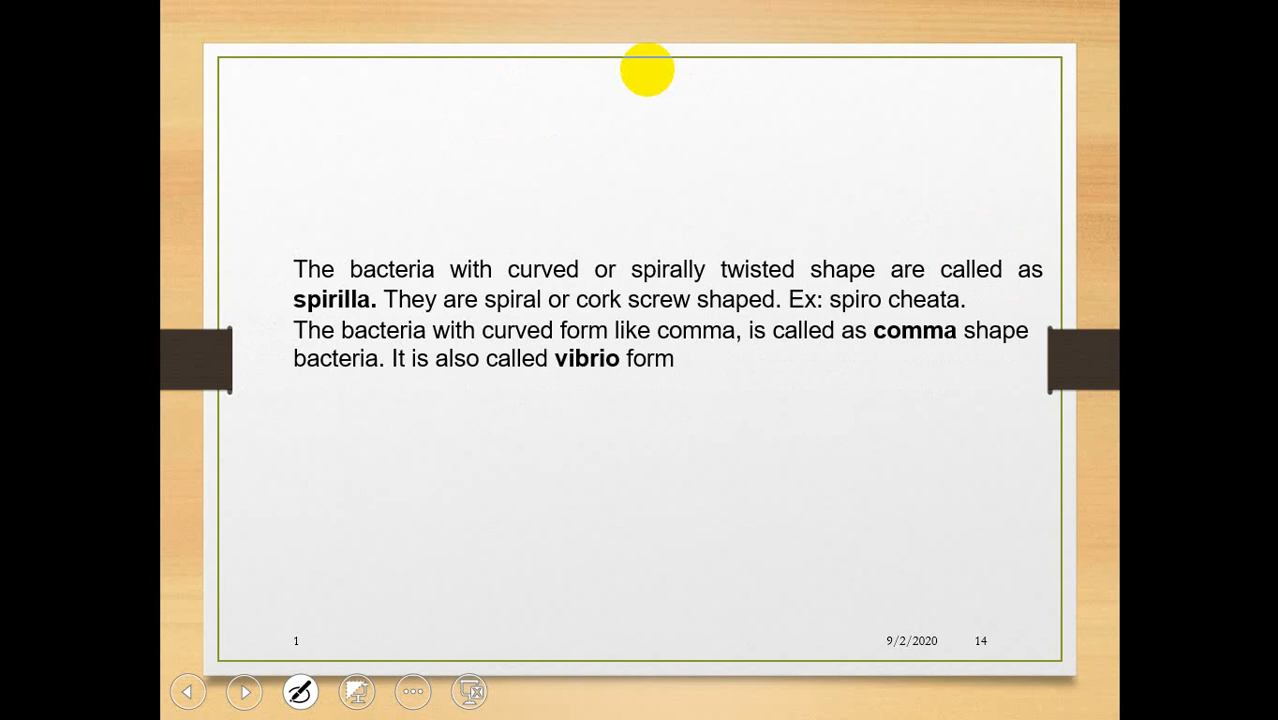 The bacteria with curved or spirally twisted shape are called as
spirilla. They are spiral or cork screw shaped. Ex: spiro cheata.
The bacteria with curved form like comma, is called as comma shape
bacteria. It is also called vibrio form
1 9/2/2020 14